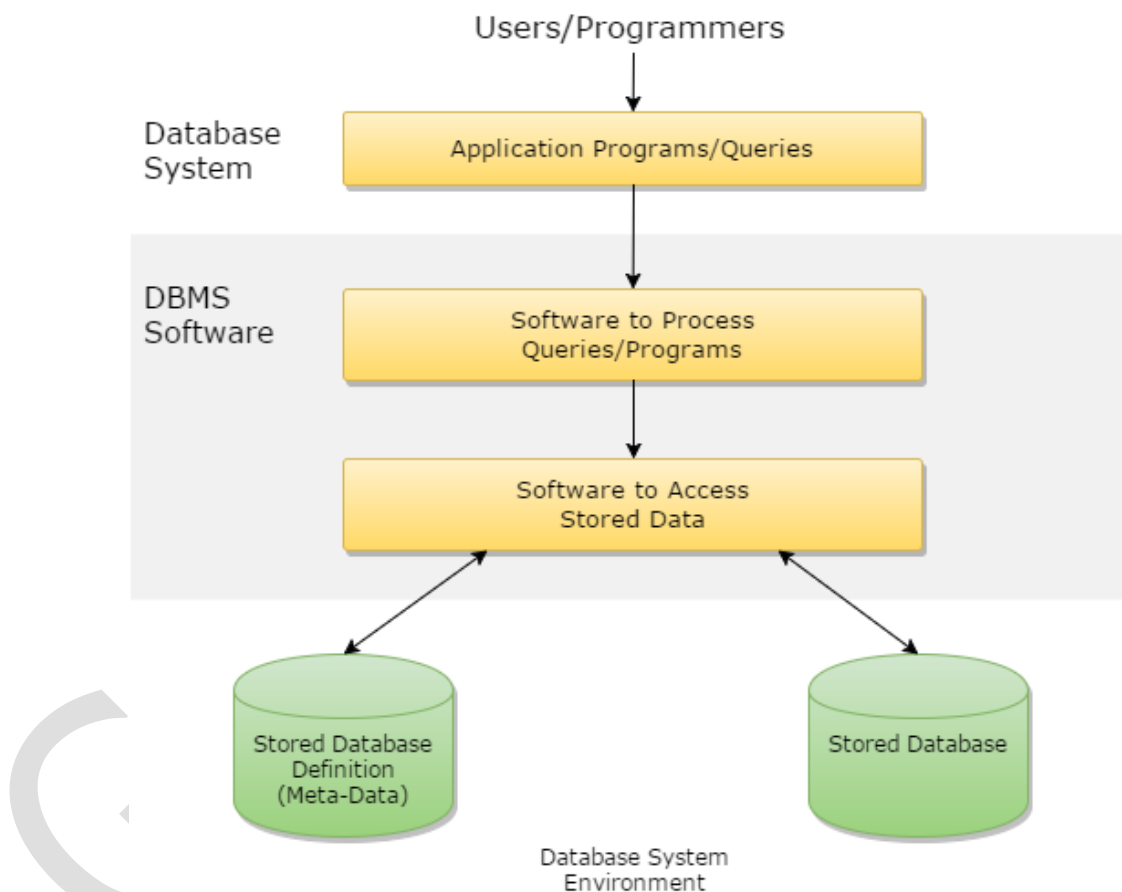 Users/Programmers
Database
System
Application Programs/Queries
DBMS
Software
Software to Process
Queries/Programs
Software to Access
Stored Data
Stored Database
Definition
(Meta-Data)
Stored Database
Database System
Environment